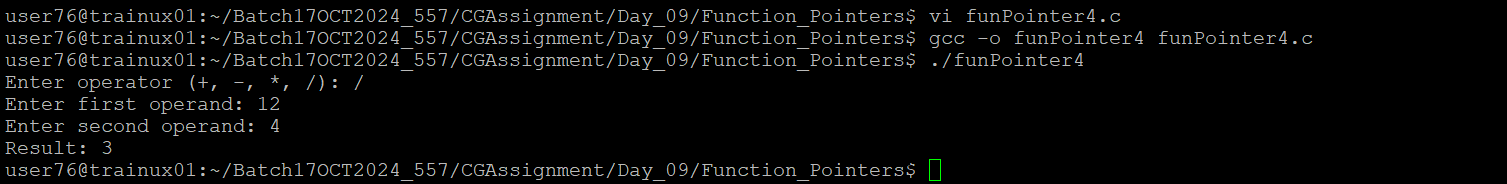 user76@trainux01:~/Batch17OCT2024_557/CGAssignment/Day_09/Function_Pointers$ vi funPointer4.c
user76@trainux01:~/Batch17OCT2024_557/CGAssignment/Day_09/Function_Pointers$ gcc -o funPointer4 funPointer4.c
user76@trainux01:~/Batch17OCT2024_557/CGAssignment/Day_09/Function_Pointers$ ./funPointer4
Enter operator (+, -, *, /): /
Enter first operand: 12
Enter second operand: 4
Result: 3
user76@trainux01:~/Batch17OCT2024_557/CGAssignment/Day_09/Function_Pointers$